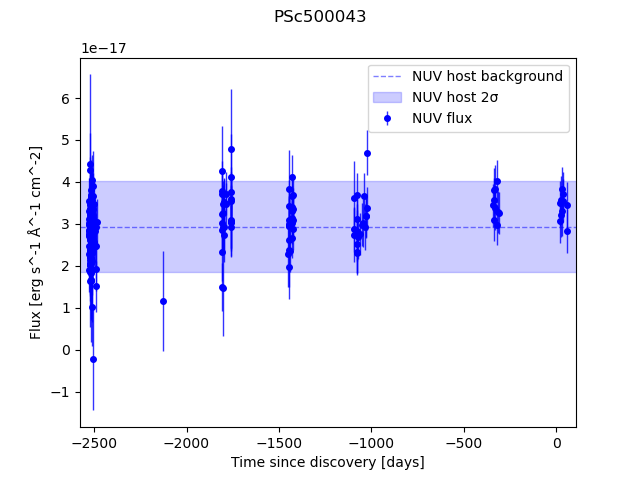 PSc500043
1e−17
NUV host background
NUV host 2σ
NUV flux
6
5
4
3
2
1
0
−1
Flux [erg s^-1 Å^-1 cm^-2]
−2500 −2000 −1500 −1000 −500 0
Time since discovery [days]